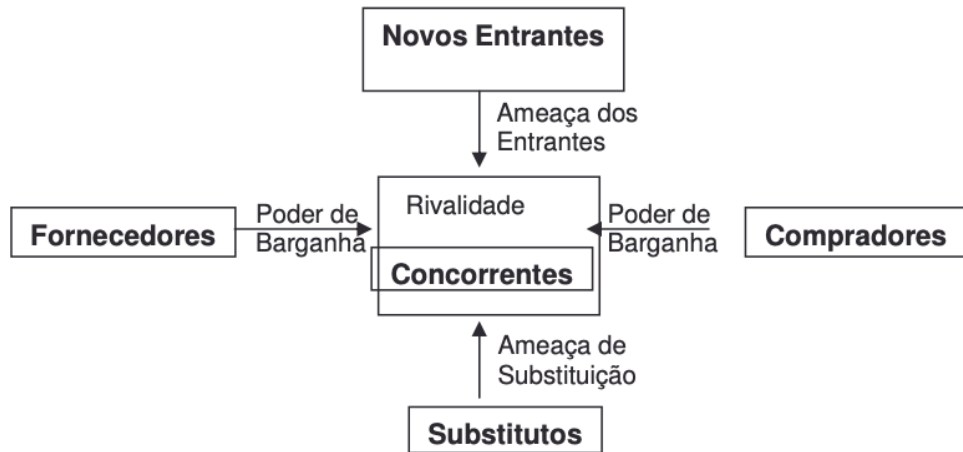 Novos Entrantes
Ameaça dos
Entrantes
Rivalidade
Concorrentes
Fornecedores
Poder de
Barganha
Poder de
Barganha
Compradores
Ameaça de
Substituição
Substitutos